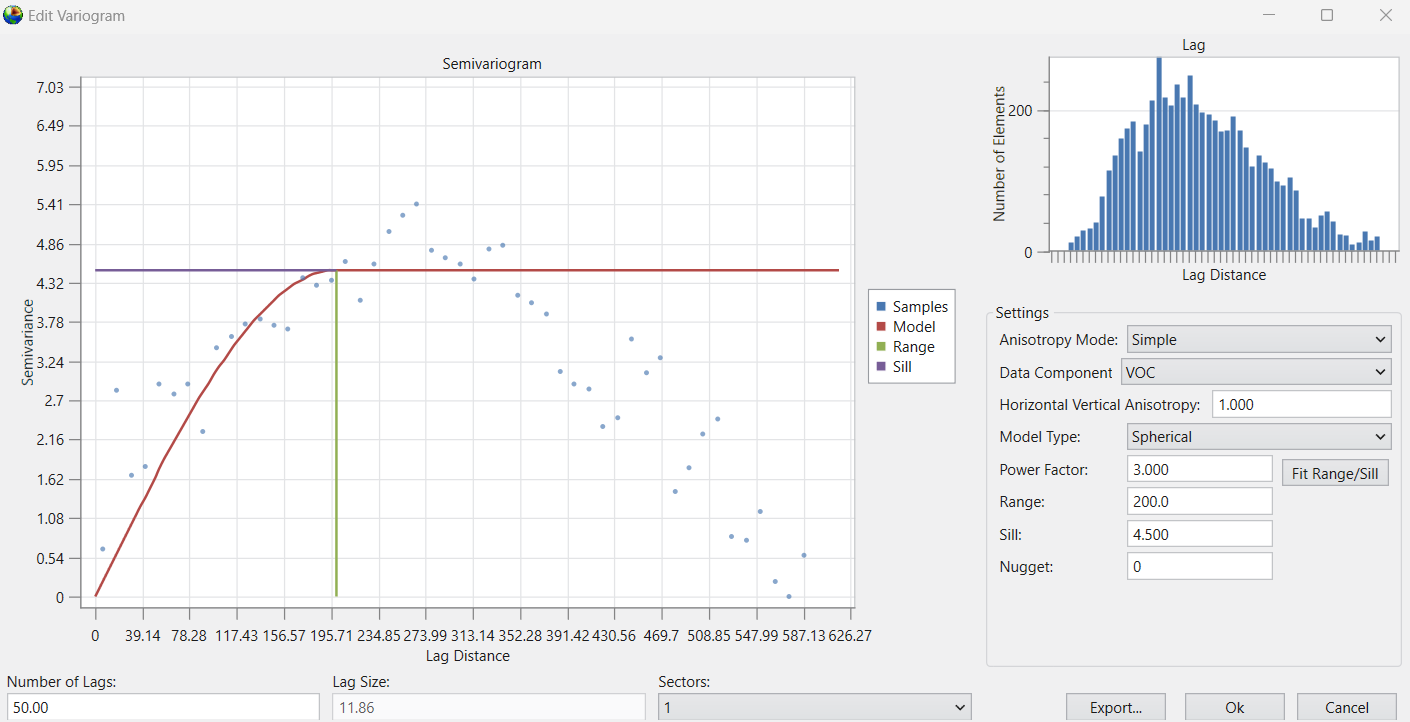 Edit Variogram
Semivariogram
7.03
6.49
5.95
5.41
4.86
4.32
3.78
3.24
2.7
2.16
1.62
1.08
0.54
0
Semivariance
0 39.14 78.28 117.43 156.57 195.71 234.85 273.99 313.14 352.28 391.42 430.56 469.7 508.85 547.99 587.13 626.27
Lag Distance
Samples
Model
Range
Sill
Lag
Number of Elements
200
0
Lag Distance
Settings
Anisotropy Mode: Simple
Data Component VOC
Horizontal Vertical Anisotropy: 1.000
Model Type: Spherical
Power Factor: 3.000 Fit Range/Sill
Range: 200.0
Sill: 4.500
Nugget: 0
Number of Lags: Lag Size: Sectors:
50.00 11.86 1 Export... Ok Cancel